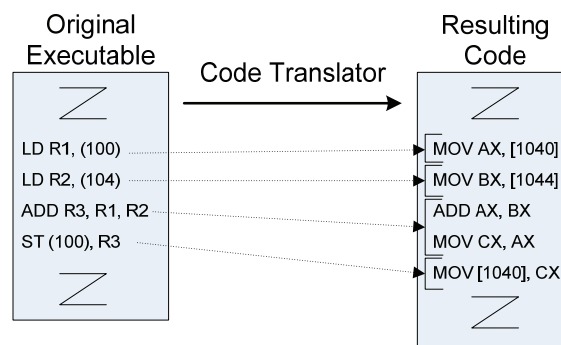 Original
Executable
Code Translator
Resulting
Code
LD R1, (100)
LD R2, (104)
ADD R3, R1, R2
ST (100), R3
MOV AX, [1040]
MOV BX, [1044]
ADD AX, BX
MOV CX, AX
MOV [1040], CX